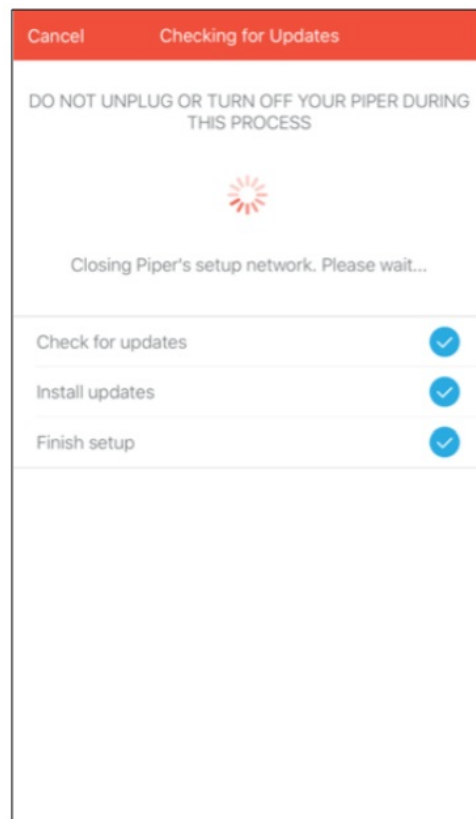 Cancel Checking for Updates
DO NOT UNPLUG OR TURN OFF YOUR PIPER DURING
THIS PROCESS
Closing Piper's setup network. Please wait...
Check for updates
Install updates
Finish setup